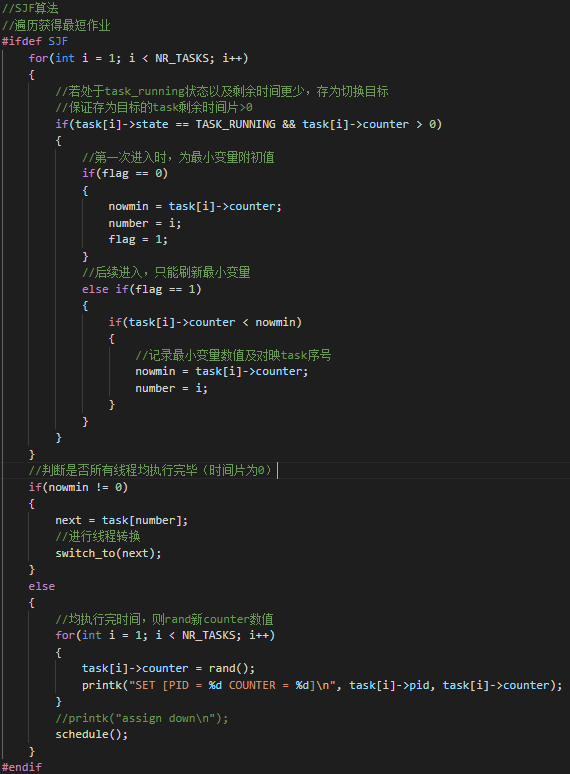 //SJF算法
//遍历获得最短作业
#ifdef SJF
    for(int i = 1; i < NR_TASKS; i++)
    {
        //若处于task_running状态以及剩余时间更少，存为切换目标
        //保证存为目标的task剩余时间片>0
        if(task[i]->state == TASK_RUNNING && task[i]->counter > 0)
        {
            //第一次进入时，为最小变量附初值
            if(flag == 0)
            {
                nowmin = task[i]->counter;
                number = i;
                flag = 1;
            }
            //后续进入，只能刷新最小变量
            else if(flag == 1)
            {
                if(task[i]->counter < nowmin)
                {
                    //记录最小变量数值及对映task序号
                    nowmin = task[i]->counter;
                    number = i;
                }
            }
        }
    }
    //判断是否所有线程均执行完毕（时间片为0）
    if(nowmin != 0)
    {
        next = task[number];
        //进行线程转换
        switch_to(next);
    }
    else
    {
        //均执行完时间，则rand新counter数值
        for(int i = 1; i < NR_TASKS; i++)
        {
            task[i]->counter = rand();
            printk("SET [PID = %d COUNTER = %d]\n", task[i]->pid, task[i]->counter);
        }
        //printk("assign down\n");
        schedule();
    }
#endif